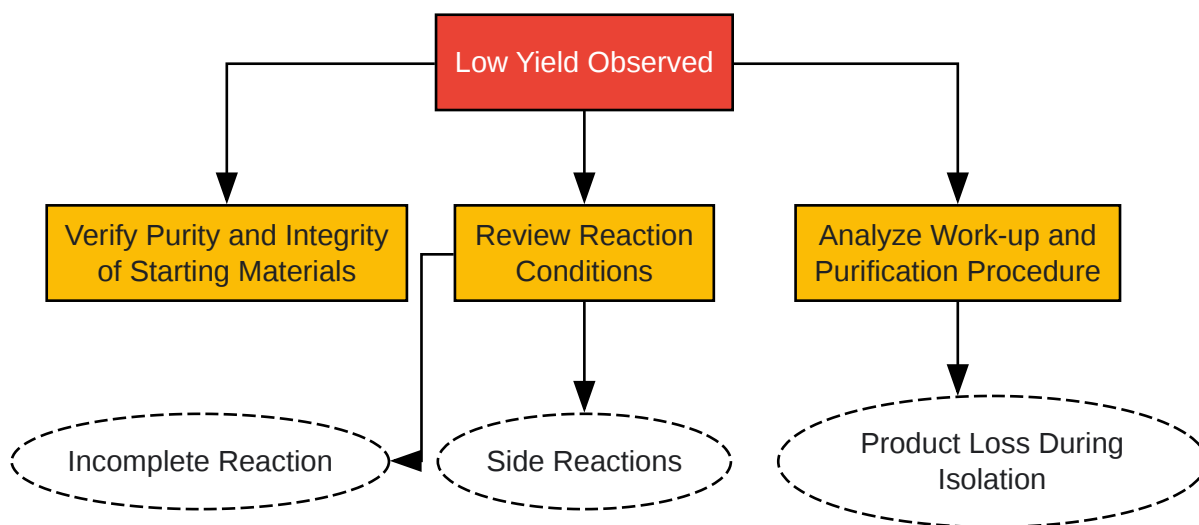 Low Yield Observed
Verify Purity and Integrity
of Starting Materials
Review Reaction
Conditions
Analyze Work-up and
Purification Procedure
Incomplete Reaction
Side Reactions
Product Loss During
Isolation